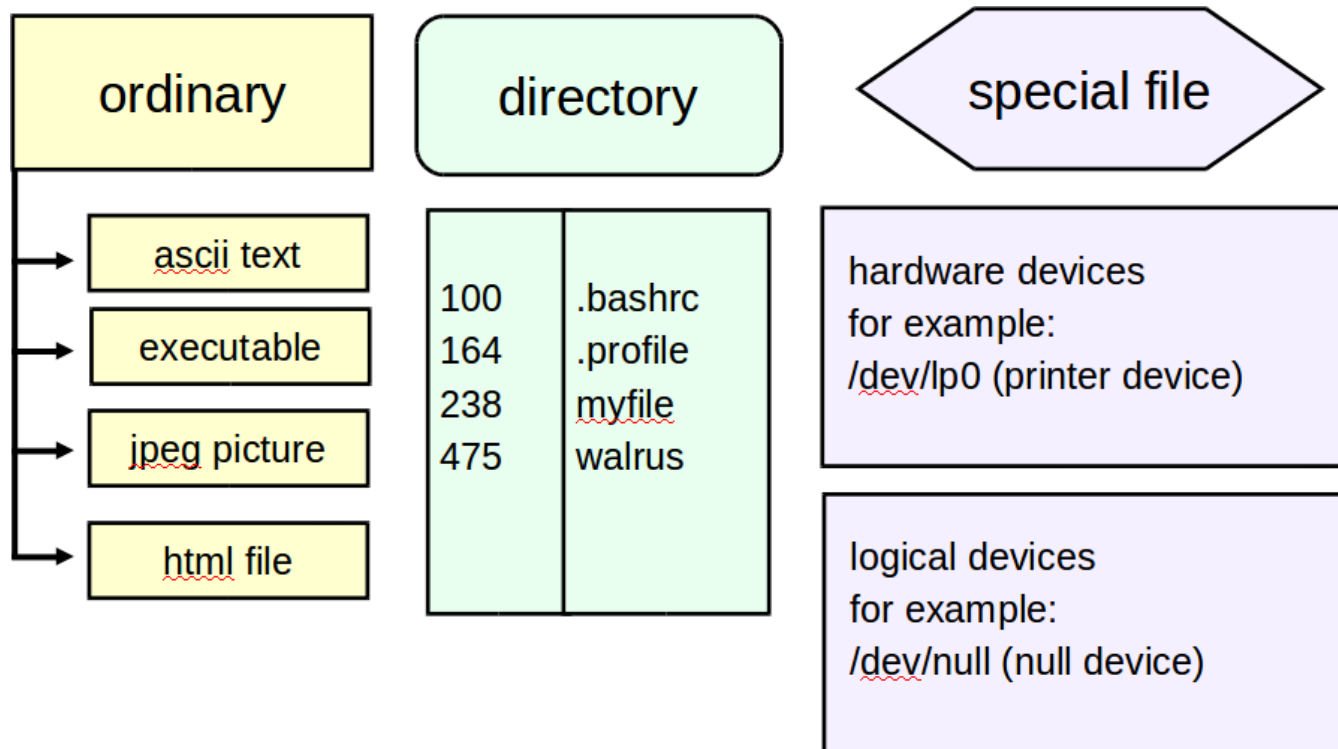 ordinary
ascii text
executable
jpeg picture
html file
directory
100 .bashrc
164 .profile
238 myfile
475 walrus
special file
hardware devices
for example:
/dev/lp0 (printer device)
logical devices
for example:
/dev/null (null device)